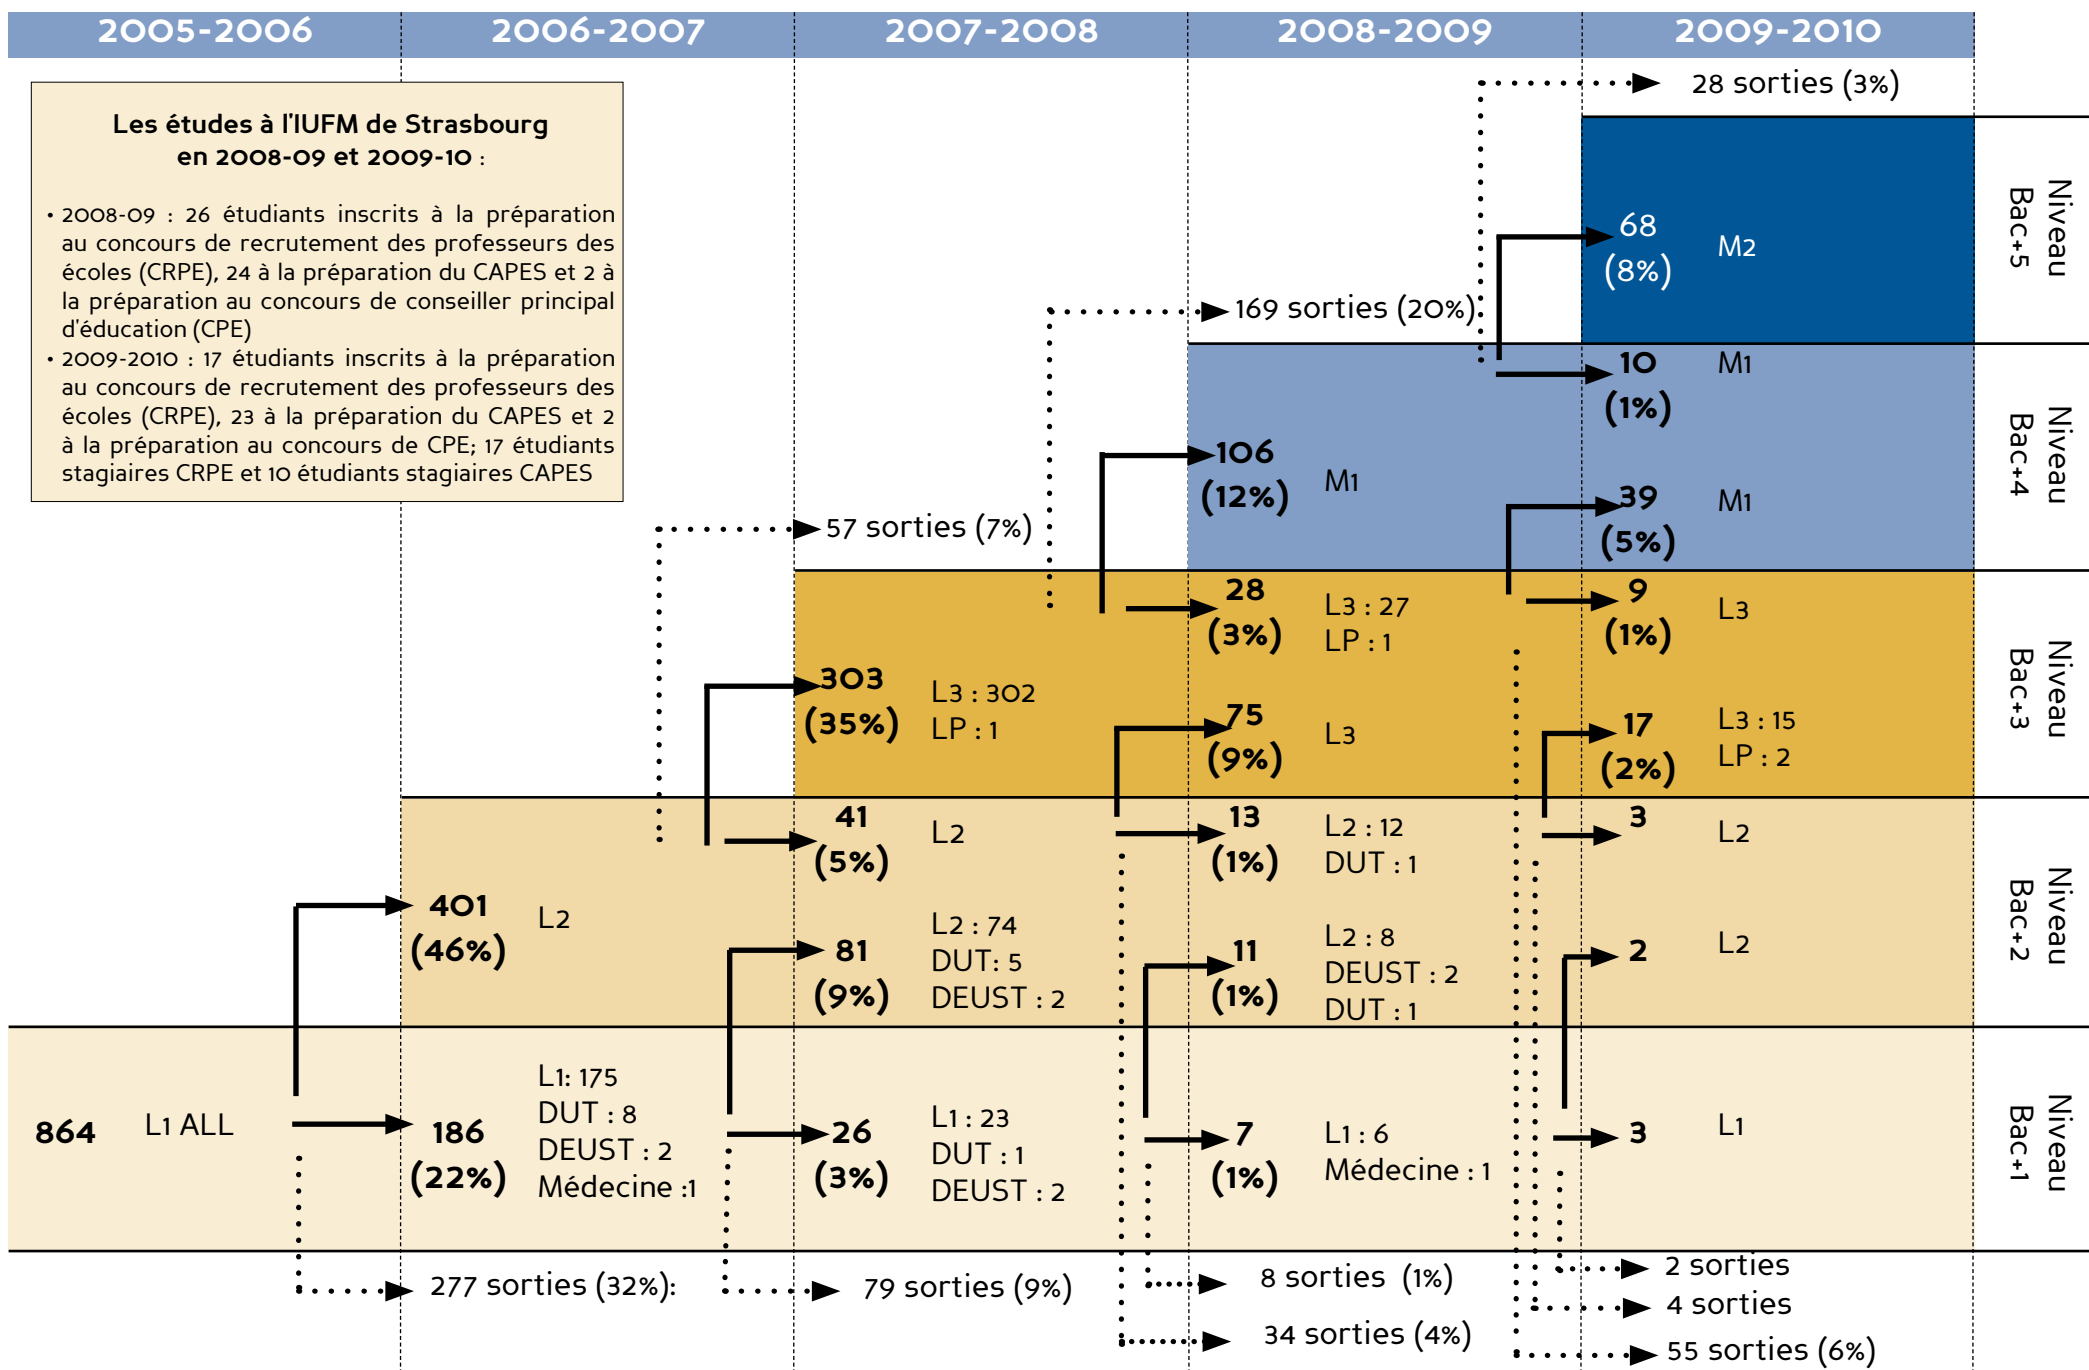 2005-2006
2006-2007
2007-2008
2008-2009
2009-2010
Les études à l'IUFM de Strasbourg
en 2008-09 et 2009-10 :
• 2008-09 : 26 étudiants inscrits à la préparation
au concours de recrutement des professeurs des
écoles (CRPE), 24 à la préparation du CAPES et 2 à
la préparation au concours de conseiller principal
d'éducation (CPE)
• 2009-2010 : 17 étudiants inscrits à la préparation
au concours de recrutement des professeurs des
écoles (CRPE), 23 à la préparation du CAPES et 2
à la préparation au concours de CPE; 17 étudiants
stagiaires CRPE et 10 étudiants stagiaires CAPES
28 sorties (3%)
68
(8%)
M2
Niveau
Bac+5
169 sorties (20%)
10
(1%)
M1
106
(12%)
M1
39
(5%)
M1
Niveau
Bac+4
57 sorties (7%)
303
(35%)
L3 : 302
LP : 1
28
(3%)
L3 : 27
LP : 1
75
(9%)
L3
9
(1%)
L3
17
(2%)
L3 : 15
LP : 2
Niveau
Bac+3
401
(46%)
L2
41
(5%)
L2
81
(9%)
L2 : 74
DUT: 5
DEUST : 2
13
(1%)
L2 : 12
DUT : 1
11
(1%)
L2 : 8
DEUST : 2
DUT : 1
3
L2
2
L2
Niveau
Bac+2
864
L1 ALL
186
(22%)
L1: 175
DUT : 8
DEUST : 2
Médecine :1
26
(3%)
L1 : 23
DUT : 1
DEUST : 2
7
(1%)
L1 : 6
Médecine : 1
3
L1
Niveau
Bac+1
277 sorties (32%):
79 sorties (9%)
8 sorties (1%)
34 sorties (4%)
2 sorties
4 sorties
55 sorties (6%)